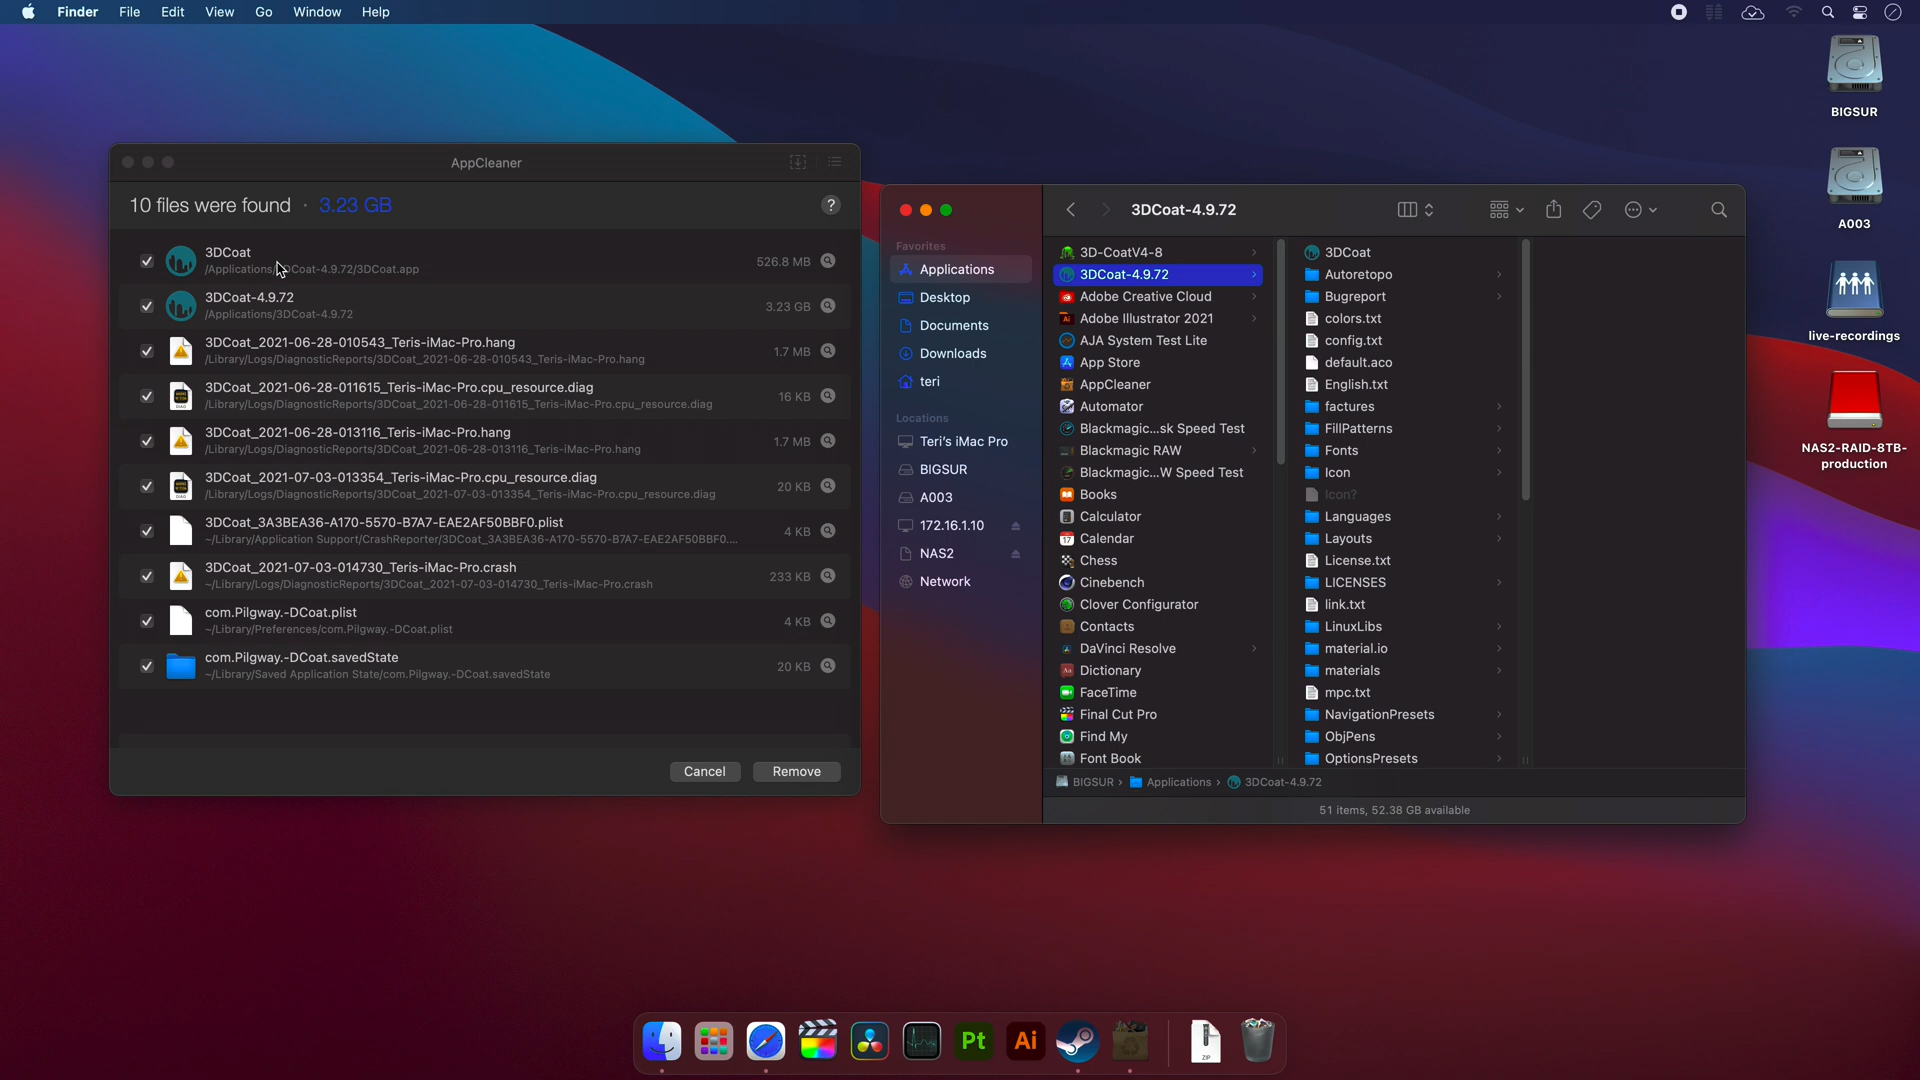 Finder File Edit View Go Window Help
BIGSUR
A003
live-recordings
NAS2-RAID-8TB-
production
AppCleaner
10 files were found · 3.23 GB ?
3DCoat
526.8 MB
3DCoat-4.9.72
/Applications/3DCoat-4.9.72
3.23 GB
3DCoat_2021-06-28-010543_Teris-iMac-Pro.hang
/Library/Logs/DiagnosticReports/3DCoat_2021-06-28-010543_Teris-iMac-Pro.hang
1.7 MB
3DCoat_2021-06-28-011615_Teris-iMac-Pro.cpu_resource.diag
/Library/Logs/DiagnosticReports/3DCoat_2021-06-28-011615_Teris-iMac-Pro.cpu_resource.diag
16 KB
3DCoat_2021-06-28-013116_Teris-iMac-Pro.hang
/Library/Logs/DiagnosticReports/3DCoat_2021-06-28-013116_Teris-iMac-Pro.hang
1.7 MB
3DCoat_2021-07-03-013354_Teris-iMac-Pro.cpu_resource.diag
/Library/Logs/DiagnosticReports/3DCoat_2021-07-03-013354_Teris-iMac-Pro.cpu_resource.diag
20 KB
3DCoat_3A3BEA36-A170-5570-B7A7-EAE2AF50BBF0.plist
~/Library/Application Support/CrashReporter/3DCoat_3A3BEA36-A170-5570-B7A7-EAE2AF50BBF0....
4 KB
3DCoat_2021-07-03-014730_Teris-iMac-Pro.crash
~/Library/Logs/DiagnosticReports/3DCoat_2021-07-03-014730_Teris-iMac-Pro.crash
233 KB
com.Pilgway.-DCoat.plist
~/Library/Preferences/com.Pilgway.-DCoat.plist
4 KB
com.Pilgway.-DCoat.savedState
~/Library/Saved Application State/com.Pilgway.-DCoat.savedState
20 KB
Cancel Remove
3DCoat-4.9.72
Favorites
Applications
Desktop
Documents
Downloads
teri
Locations
Teri's iMac Pro
BIGSUR
A003
172.16.1.10
NAS2
Network
3D-CoatV4-8
3DCoat-4.9.72
Adobe Creative Cloud
Adobe Illustrator 2021
AJA System Test Lite
App Store
AppCleaner
Automator
Blackmagic...sk Speed Test
Blackmagic RAW
Blackmagic...W Speed Test
Books
Calculator
Calendar
Chess
Cinebench
Clover Configurator
Contacts
DaVinci Resolve
Dictionary
FaceTime
Final Cut Pro
Find My
Font Book
3DCoat
Autoretopo
Bugreport
colors.txt
config.txt
default.aco
English.txt
factures
FillPatterns
Fonts
Icon
Icon?
Languages
Layouts
License.txt
LICENSES
link.txt
LinuxLibs
material.io
materials
mpc.txt
NavigationPresets
ObjPens
OptionsPresets
BIGSUR › Applications › 3DCoat-4.9.72
51 items, 52.38 GB available
Pt
Ai
ZIP